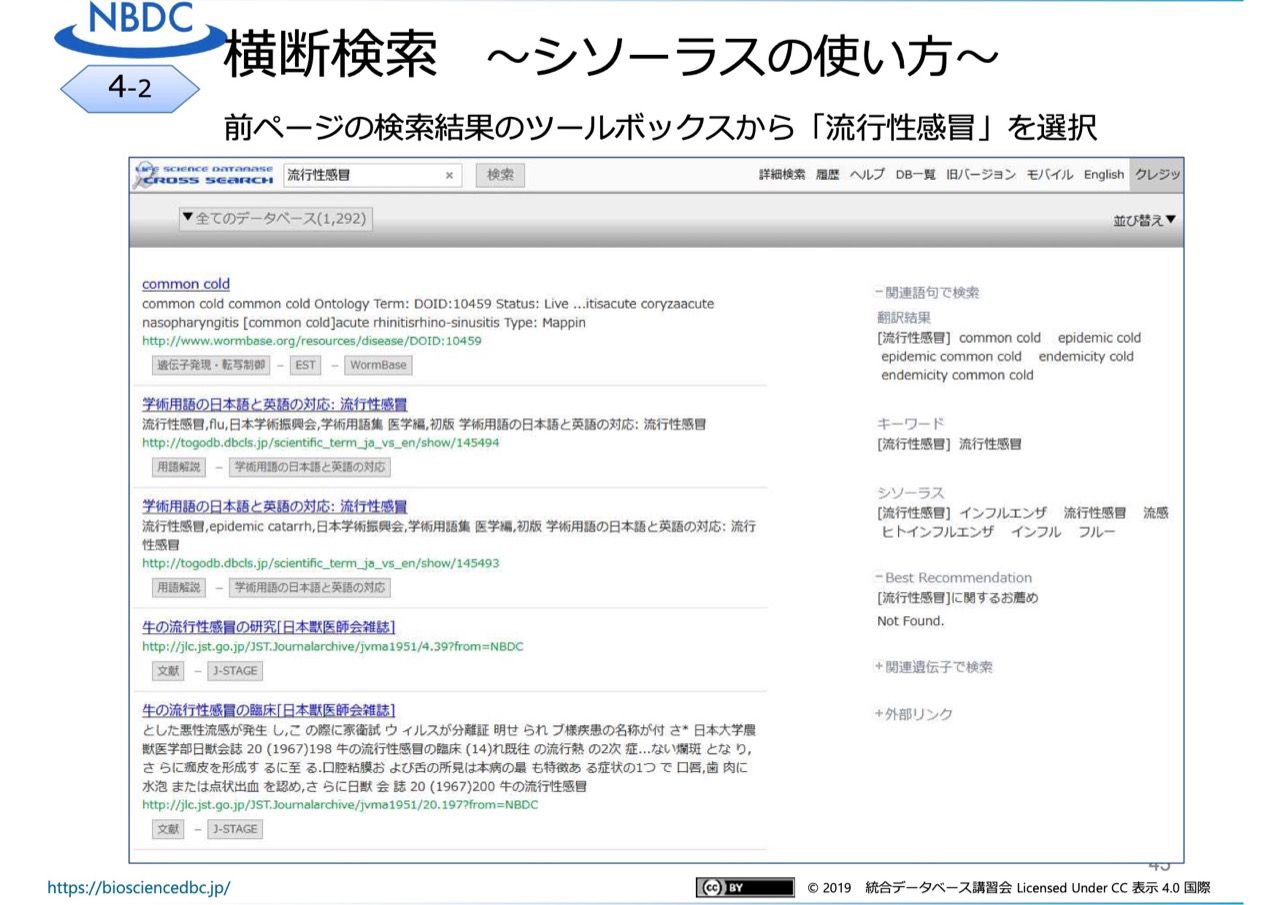 NBDC
横断検索　～シソーラスの使い方～
4-2
前ページの検索結果のツールボックスから「流行性感冒」を選択
LIFE SCIENCE DATABASE
CROSS SEARCH
流行性感冒 × 検索 詳細検索 履歴 ヘルプ DB一覧 旧バージョン モバイル English クレジッ
▼全てのデータベース(1,292) 並び替え▼
common cold
common cold common cold Ontology Term: DOID:10459 Status: Live ...itisacute coryzaacute
nasopharyngitis [common cold]acute rhinitisrhino-sinusitis Type: Mappin
http://www.wormbase.org/resources/disease/DOID:10459
遺伝子発現・転写制御 － EST － WormBase
学術用語の日本語と英語の対応: 流行性感冒
流行性感冒,flu,日本学術振興会,学術用語集 医学編,初版 学術用語の日本語と英語の対応: 流行性感冒
http://togodb.dbcls.jp/scientific_term_ja_vs_en/show/145494
用語解説 － 学術用語の日本語と英語の対応
学術用語の日本語と英語の対応: 流行性感冒
流行性感冒,epidemic catarrh,日本学術振興会,学術用語集 医学編,初版 学術用語の日本語と英語の対応: 流行
性感冒
http://togodb.dbcls.jp/scientific_term_ja_vs_en/show/145493
用語解説 － 学術用語の日本語と英語の対応
牛の流行性感冒の研究[日本獣医師会雑誌]
http://jlc.jst.go.jp/JST.Journalarchive/jvma1951/4.39?from=NBDC
文献 － J-STAGE
牛の流行性感冒の臨床[日本獣医師会雑誌]
とした悪性流感が発生 し,こ の際に家衛試 ウ ィルスが分離証 明せ られ ブ様疾患の名称が付 さ* 日本大学農
獣医学部日獣会誌 20 (1967)198 牛の流行性感冒の臨床 (14)れ既往 の流行熱 の2次 症...ない爛斑 とな り,
さ らに痂皮を形成す るに至 る.口腔粘膜お よび舌の所見は本病の最 も特徴あ る症状の1つ で 口唇,歯 肉に
水泡 または点状出血 を認め,さ らに日獣 会 誌 20 (1967)200 牛の流行性感冒
http://jlc.jst.go.jp/JST.Journalarchive/jvma1951/20.197?from=NBDC
文献 － J-STAGE
－関連語句で検索
翻訳結果
[流行性感冒] common cold epidemic cold
epidemic common cold endemicity cold
endemicity common cold
キーワード
[流行性感冒] 流行性感冒
シソーラス
[流行性感冒] インフルエンザ 流行性感冒 流感
ヒトインフルエンザ インフル フルー
－Best Recommendation
[流行性感冒]に関するお薦め
Not Found.
+関連遺伝子で検索
+外部リンク
https://biosciencedbc.jp/
cc BY © 2019 統合データベース講習会 Licensed Under CC 表示 4.0 国際